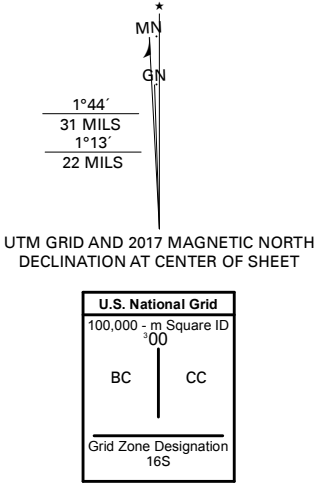 ★
MN
GN
1°44´
31 MILS
1°13´
22 MILS
UTM GRID AND 2017 MAGNETIC NORTH
DECLINATION AT CENTER OF SHEET
U.S. National Grid
100,000 - m Square ID
³00
BC CC
Grid Zone Designation
16S